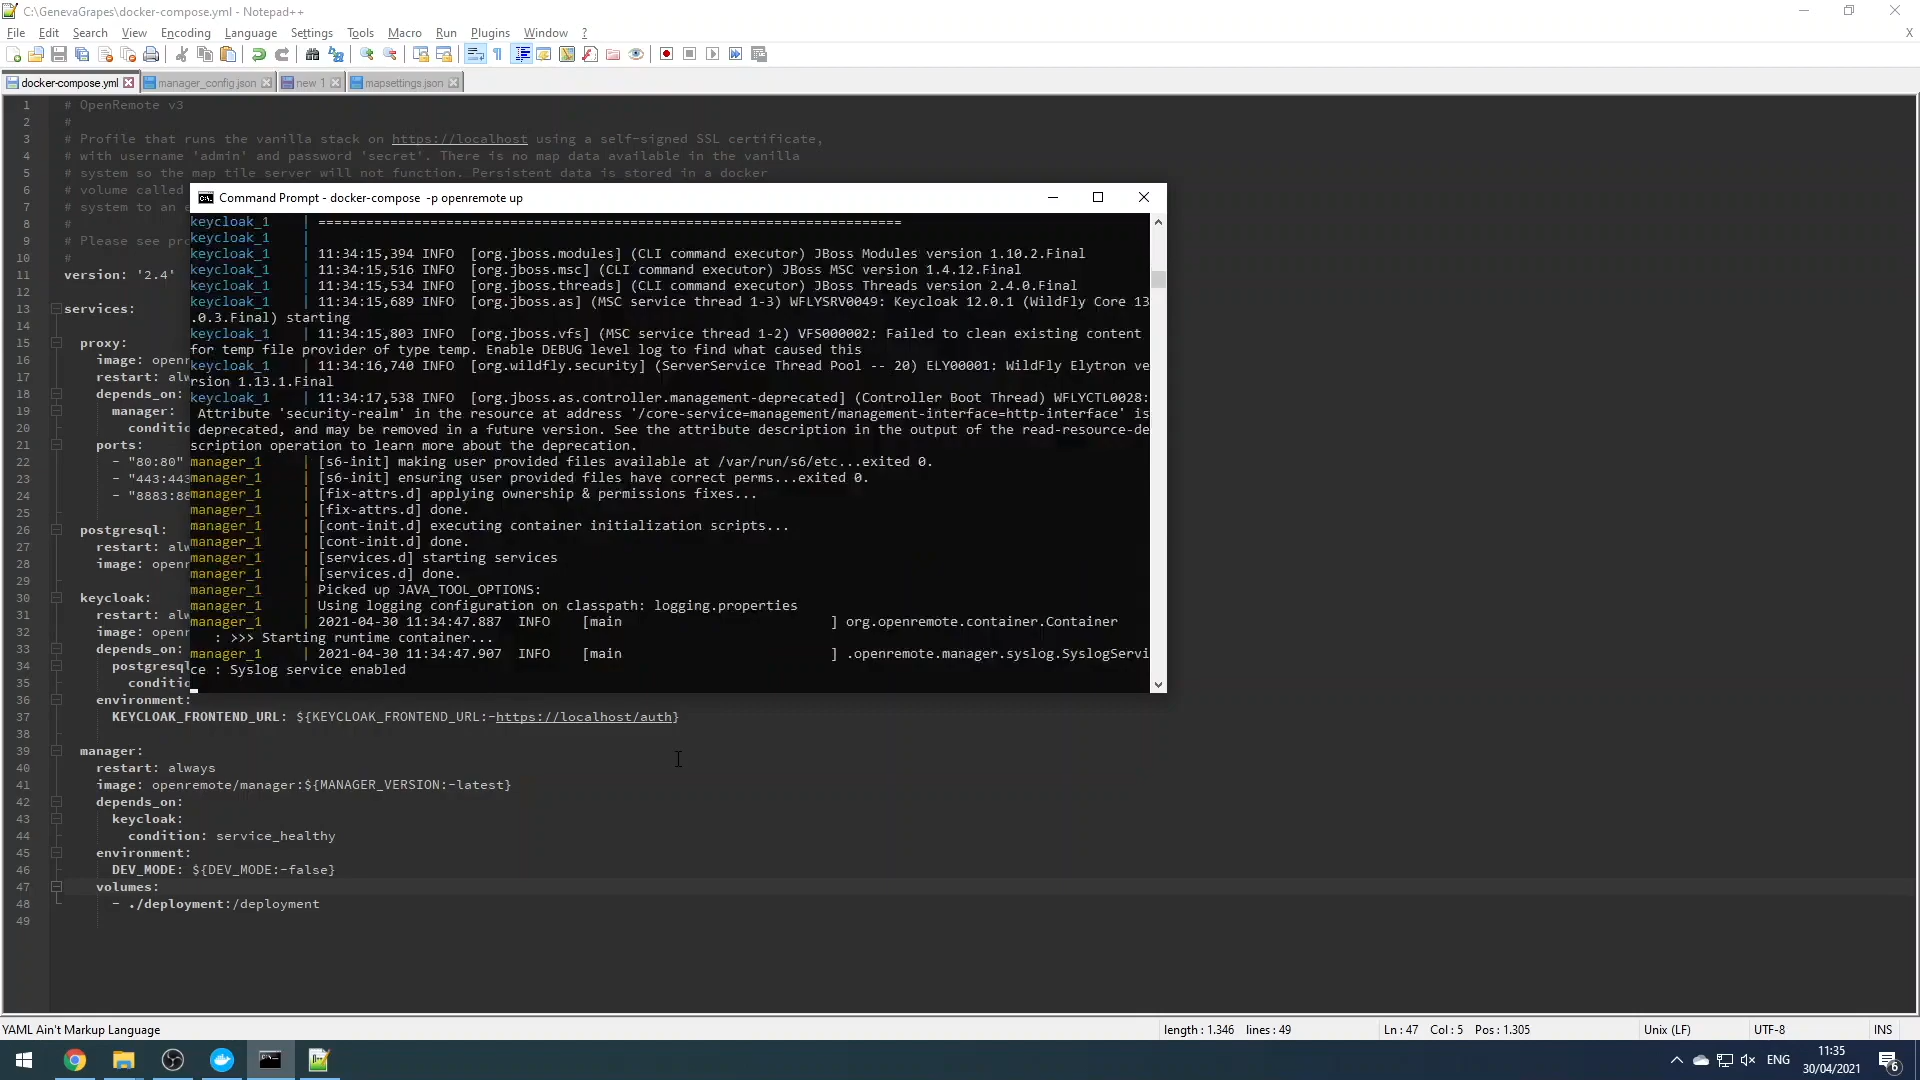 C:\GenevaGrapes\docker-compose.yml - Notepad++
File Edit Search View Encoding Language Settings Tools Macro Run Plugins Window ? X
docker-compose.yml manager_config.json new 1 mapsettings.json
1 # OpenRemote v3
2 #
3 # Profile that runs the vanilla stack on https://localhost using a self-signed SSL certificate,
4 # with username 'admin' and password 'secret'. There is no map data available in the vanilla
5 # system so the map tile server will not function. Persistent data is stored in a docker
6 # volume called
7 # system to an e
8 #
9 # Please see pro
10 #
11 version: '2.4'
12
13 services:
14
15 proxy:
16 image: openr
17 restart: alw
18 depends_on:
19 manager:
20 conditio
21 ports:
22 - "80:80"
23 - "443:443
24 - "8883:88
25
26 postgresql:
27 restart: alw
28 image: openr
29
30 keycloak:
31 restart: alw
32 image: openr
33 depends_on:
34 postgresql
35 conditio
36 environment:
37 KEYCLOAK_FRONTEND_URL: ${KEYCLOAK_FRONTEND_URL:-https://localhost/auth}
38
39 manager:
40 restart: always
41 image: openremote/manager:${MANAGER_VERSION:-latest}
42 depends_on:
43 keycloak:
44 condition: service_healthy
45 environment:
46 DEV_MODE: ${DEV_MODE:-false}
47 volumes:
48 - ./deployment:/deployment
49
Command Prompt - docker-compose -p openremote up
keycloak_1 | =========================================================================
keycloak_1 |
keycloak_1 | 11:34:15,394 INFO [org.jboss.modules] (CLI command executor) JBoss Modules version 1.10.2.Final
keycloak_1 | 11:34:15,516 INFO [org.jboss.msc] (CLI command executor) JBoss MSC version 1.4.12.Final
keycloak_1 | 11:34:15,534 INFO [org.jboss.threads] (CLI command executor) JBoss Threads version 2.4.0.Final
keycloak_1 | 11:34:15,689 INFO [org.jboss.as] (MSC service thread 1-3) WFLYSRV0049: Keycloak 12.0.1 (WildFly Core 13
.0.3.Final) starting
keycloak_1 | 11:34:15,803 INFO [org.jboss.vfs] (MSC service thread 1-2) VFS000002: Failed to clean existing content
for temp file provider of type temp. Enable DEBUG level log to find what caused this
keycloak_1 | 11:34:16,740 INFO [org.wildfly.security] (ServerService Thread Pool -- 20) ELY00001: WildFly Elytron ve
rsion 1.13.1.Final
keycloak_1 | 11:34:17,538 INFO [org.jboss.as.controller.management-deprecated] (Controller Boot Thread) WFLYCTL0028:
Attribute 'security-realm' in the resource at address '/core-service=management/management-interface=http-interface' is
deprecated, and may be removed in a future version. See the attribute description in the output of the read-resource-de
scription operation to learn more about the deprecation.
manager_1 | [s6-init] making user provided files available at /var/run/s6/etc...exited 0.
manager_1 | [s6-init] ensuring user provided files have correct perms...exited 0.
manager_1 | [fix-attrs.d] applying ownership & permissions fixes...
manager_1 | [fix-attrs.d] done.
manager_1 | [cont-init.d] executing container initialization scripts...
manager_1 | [cont-init.d] done.
manager_1 | [services.d] starting services
manager_1 | [services.d] done.
manager_1 | Picked up JAVA_TOOL_OPTIONS:
manager_1 | Using logging configuration on classpath: logging.properties
manager_1 | 2021-04-30 11:34:47.887 INFO [main ] org.openremote.container.Container
: >>> Starting runtime container...
manager_1 | 2021-04-30 11:34:47.907 INFO [main ] .openremote.manager.syslog.SyslogServi
ce : Syslog service enabled
YAML Ain't Markup Language length : 1.346 lines : 49 Ln : 47 Col : 5 Pos : 1.305 Unix (LF) UTF-8 INS
ENG 11:35
30/04/2021
6